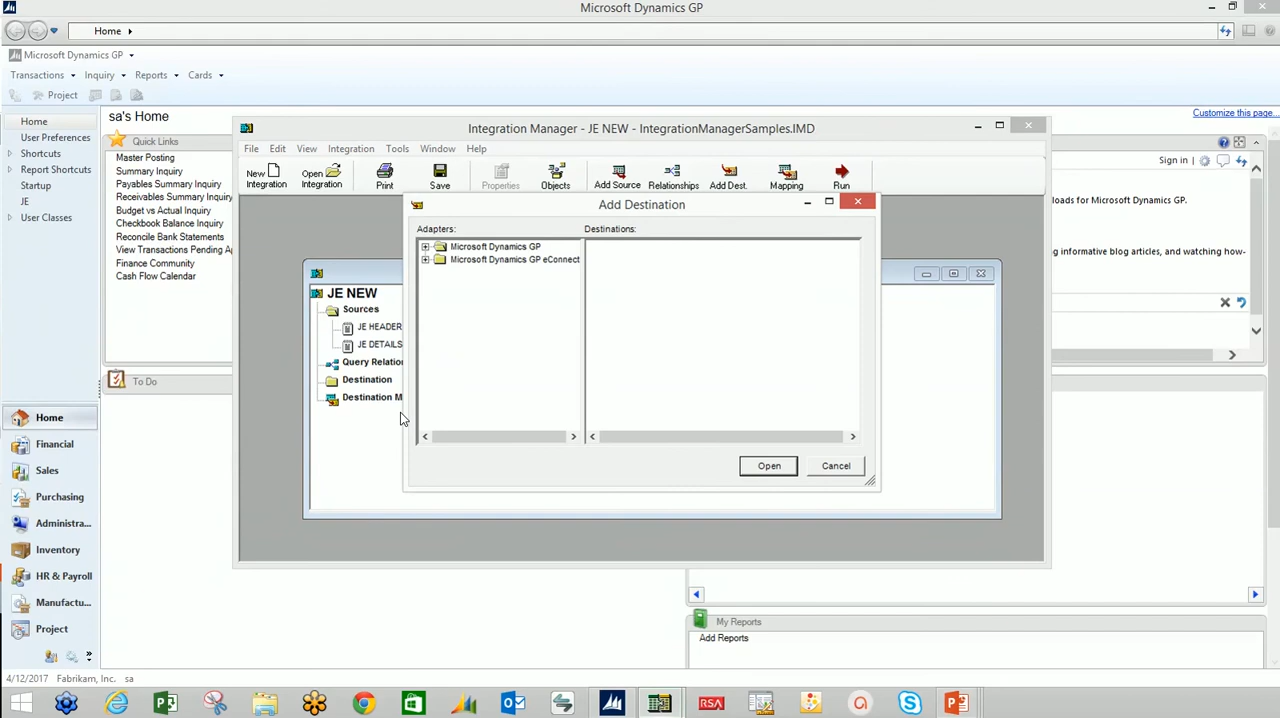 Microsoft Dynamics GP
Home
Microsoft Dynamics GP
Transactions Inquiry Reports Cards
Project
Home
User Preferences
Shortcuts
Report Shortcuts
Startup
JE
User Classes
sa's Home
Customize this page...
Quick Links
Master Posting
Summary Inquiry
Payables Summary Inquiry
Receivables Summary Inquiry
Budget vs Actual Inquiry
Checkbook Balance Inquiry
Reconcile Bank Statements
View Transactions Pending Ap
Finance Community
Cash Flow Calendar
To Do
Integration Manager - JE NEW - IntegrationManagerSamples.IMD
File Edit View Integration Tools Window Help
New Integration
Open Integration
Print
Save
Properties
Objects
Add Source
Relationships
Add Dest.
Mapping
Run
JE NEW
Sources
JE HEADER
JE DETAILS
Query Relation
Destination
Destination M
Add Destination
Adapters:
Destinations:
Microsoft Dynamics GP
Microsoft Dynamics GP eConnect
Open
Cancel
Sign in
loads for Microsoft Dynamics GP.
ing informative blog articles, and watching how-
My Reports
Add Reports
Home
Financial
Sales
Purchasing
Administra...
Inventory
HR & Payroll
Manufactu...
Project
4/12/2017 Fabrikam, Inc. sa
RSA